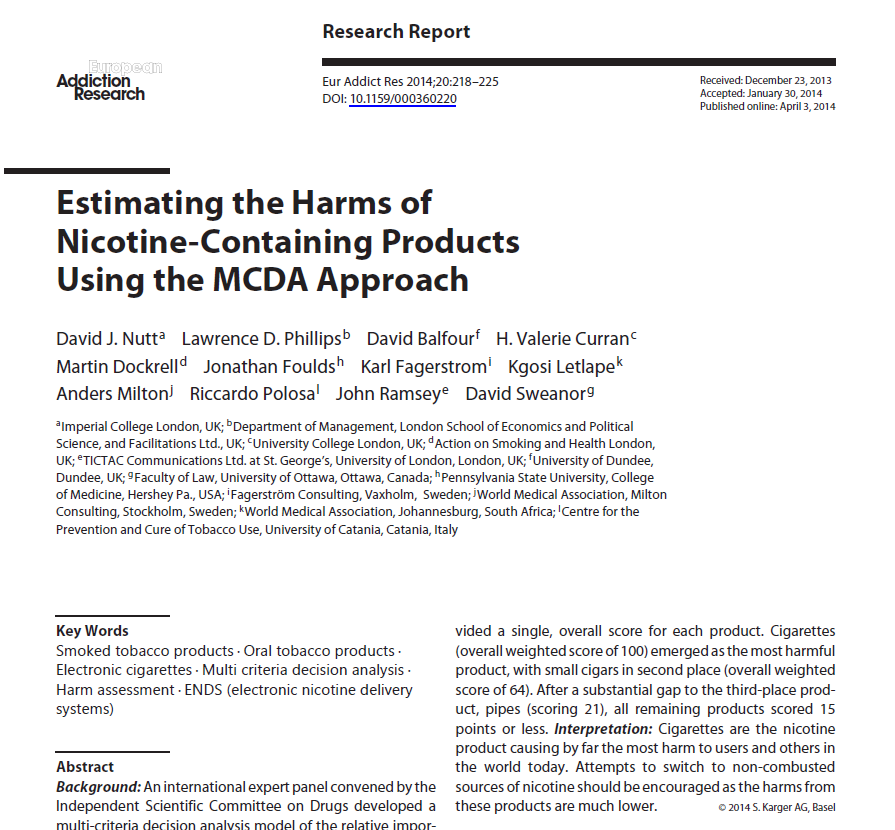 Research Report
European
Addiction
Research
Eur Addict Res 2014;20:218–225
DOI: 10.1159/000360220
Received: December 23, 2013
Accepted: January 30, 2014
Published online: April 3, 2014
Estimating the Harms of
Nicotine-Containing Products
Using the MCDA Approach
David J. Nutt^a Lawrence D. Phillips^b David Balfour^f H. Valerie Curran^c
Martin Dockrell^d Jonathan Foulds^h Karl Fagerstrom^i Kgosi Letlape^k
Anders Milton^j Riccardo Polosa^l John Ramsey^e David Sweanor^g
^a Imperial College London, UK; ^b Department of Management, London School of Economics and Political
Science, and Facilitations Ltd., UK; ^c University College London, UK; ^d Action on Smoking and Health London,
UK; ^e TICTAC Communications Ltd. at St. George's, University of London, London, UK; ^f University of Dundee,
Dundee, UK; ^g Faculty of Law, University of Ottawa, Ottawa, Canada; ^h Pennsylvania State University, College
of Medicine, Hershey Pa., USA; ^i Fagerström Consulting, Vaxholm, Sweden; ^j World Medical Association, Milton
Consulting, Stockholm, Sweden; ^k World Medical Association, Johannesburg, South Africa; ^l Centre for the
Prevention and Cure of Tobacco Use, University of Catania, Catania, Italy
Key Words
Smoked tobacco products · Oral tobacco products ·
Electronic cigarettes · Multi criteria decision analysis ·
Harm assessment · ENDS (electronic nicotine delivery
systems)
Abstract
Background: An international expert panel convened by the
Independent Scientific Committee on Drugs developed a
multi-criteria decision analysis model of the relative impor-
vided a single, overall score for each product. Cigarettes
(overall weighted score of 100) emerged as the most harmful
product, with small cigars in second place (overall weighted
score of 64). After a substantial gap to the third-place prod-
uct, pipes (scoring 21), all remaining products scored 15
points or less. Interpretation: Cigarettes are the nicotine
product causing by far the most harm to users and others in
the world today. Attempts to switch to non-combusted
sources of nicotine should be encouraged as the harms from
these products are much lower. © 2014 S. Karger AG, Basel